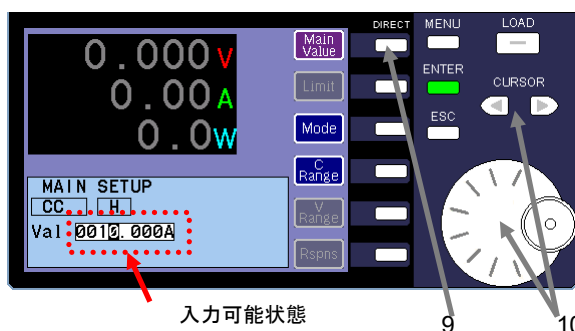 DIRECT
MENU
LOAD
ENTER
CURSOR
ESC
0.000V
0.00A
0.0W
Main
Value
Limit
Mode
C
Range
V
Range
Rspns
MAIN SETUP
CC H
Val 0010.000A
入力可能状態
9
10